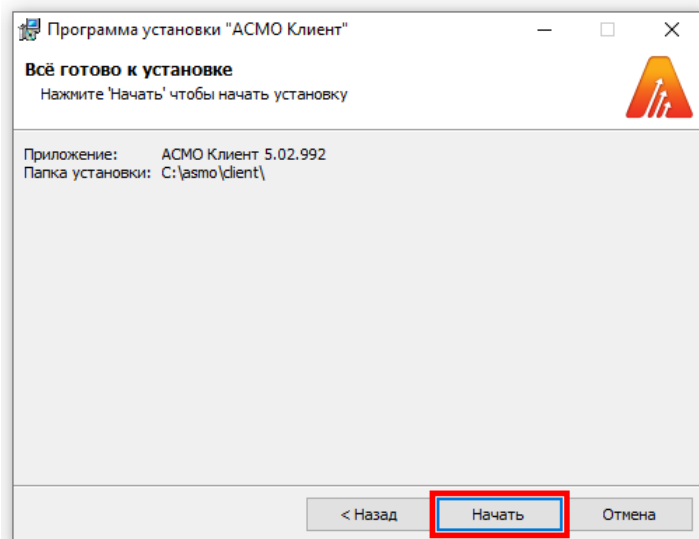 Программа установки "АСМО Клиент"
Всё готово к установке
Нажмите 'Начать' чтобы начать установку
Приложение: АСМО Клиент 5.02.992
Папка установки: C:\asmo\client\
< Назад Начать Отмена